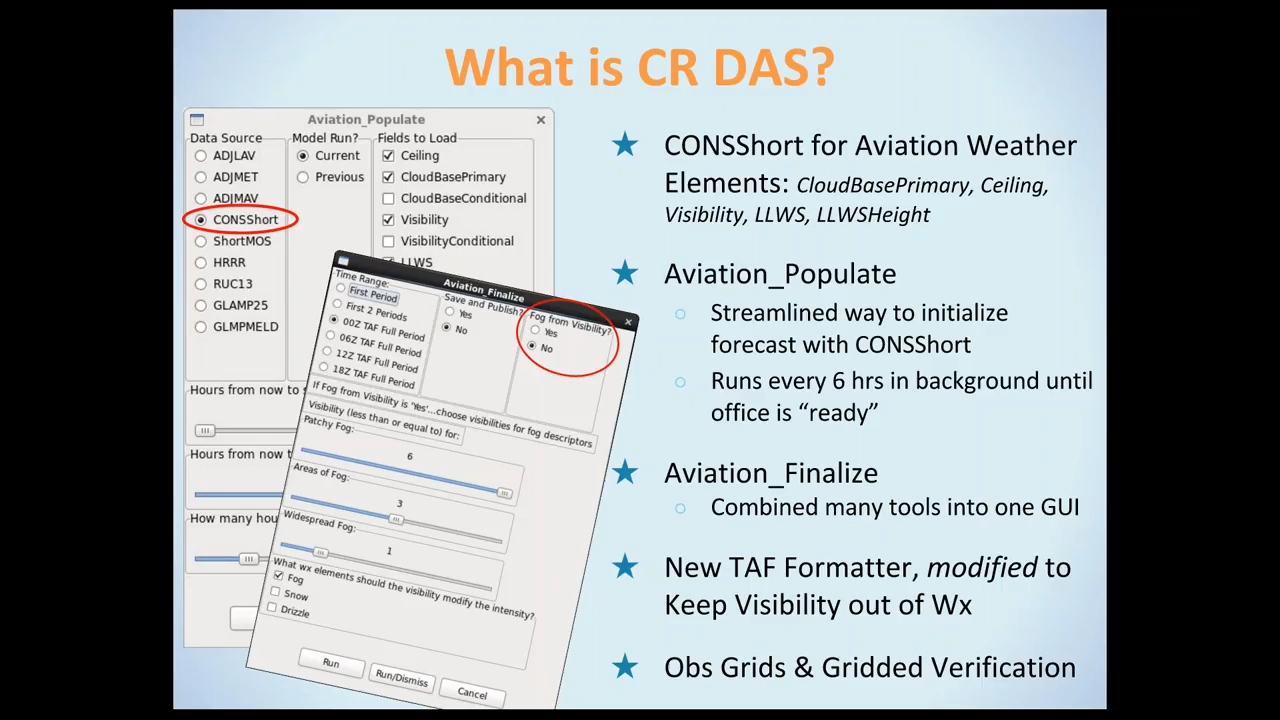 What is CR DAS?
Aviation_Populate
Data Source
ADJLAV
ADJMET
ADJMAV
CONSShort
ShortMOS
HRRR
RUC13
GLAMP25
GLMPMELD
Model Run?
Current
Previous
Fields to Load
Ceiling
CloudBasePrimary
CloudBaseConditional
Visibility
VisibilityConditional
LLWS
Hours from now to
Hours from now
How many
Aviation_Finalize
Time Range:
First Period
First 2 Periods
00Z TAF Full Period
06Z TAF Full Period
12Z TAF Full Period
18Z TAF Full Period
Save and Publish?
Yes
No
Fog from Visibility?
Yes
No
If Fog from Visibility is 'Yes'...choose visibilities for fog descriptors
Visibility (less than or equal to) for:
Patchy Fog:
6
Areas of Fog:
3
Widespread Fog:
1
What wx elements should the visibility modify the intensity?
Fog
Snow
Drizzle
Run
Run/Dismiss
Cancel
CONSShort for Aviation Weather
Elements: CloudBasePrimary, Ceiling,
Visibility, LLWS, LLWSHeight
Aviation_Populate
Streamlined way to initialize
forecast with CONSShort
Runs every 6 hrs in background until
office is “ready”
Aviation_Finalize
Combined many tools into one GUI
New TAF Formatter, modified to
Keep Visibility out of Wx
Obs Grids & Gridded Verification